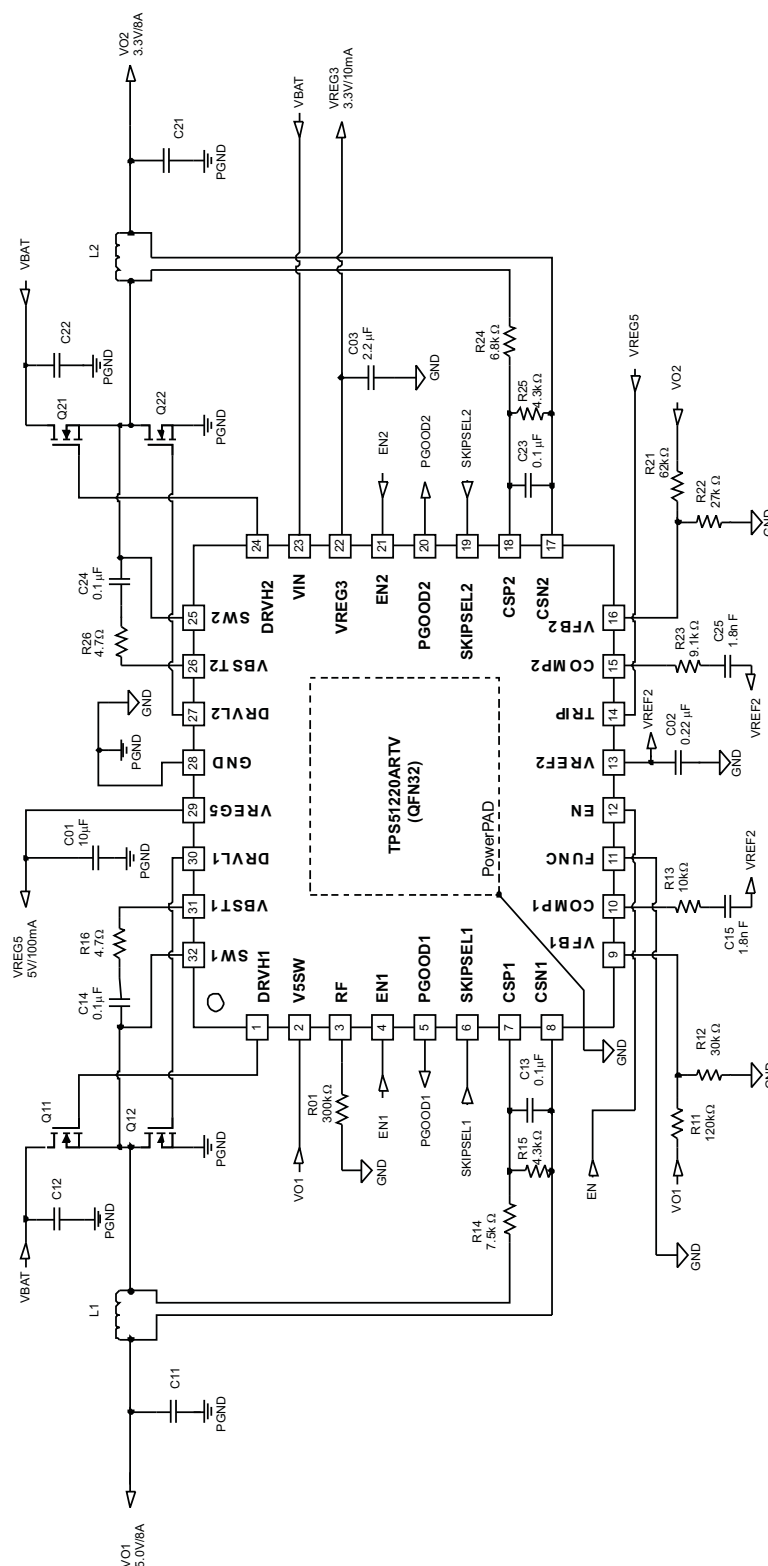 VO2
3.3V/8A
C21
PGND
L2
VBAT
C22
PGND
Q21
Q22
PGND
VBAT
VREG3
3.3V/10mA
C03
2.2 µF
GND
EN2
PGOOD2
SKIPSEL2
R24
6.8k Ω
R25
4.3k Ω
C23
0.1 µF
VREG5
VO2
R21
62k Ω
R22
27k Ω
GND
C24
0.1 µF
R26
4.7Ω
GND
PGND
24
23
22
21
20
19
18
17
DRVH2
VIN
VREG3
EN2
PGOOD2
SKIPSEL2
CSP2
CSN2
25
SW2
26
VBST2
27
DRVL2
28
GND
29
VREG5
30
DRVL1
31
VBST1
32
SW1
16
VFB2
15
COMP2
14
TRIP
13
VREF2
12
EN
11
FUNC
10
COMP1
9
VFB1
TPS51220ARTV
(QFN32)
PowerPAD
R23
9.1k Ω
C25
1.8n F
VREF2
VREF2
C02
0.22 µF
GND
R13
10k Ω
C15
1.8n F
VREF2
VREG5
5V/100mA
C01
10µF
PGND
R16
4.7Ω
C14
0.1µF
DRVH1
V5SW
RF
EN1
PGOOD1
SKIPSEL1
CSP1
CSN1
1
2
3
4
5
6
7
8
GND
Q11
Q12
PGND
C12
PGND
VBAT
VO1
R01
300k Ω
GND
EN1
PGOOD1
SKIPSEL1
C13
0.1µF
R15
4.3k Ω
R14
7.5k Ω
EN
R12
30k Ω
GND
R11
120k Ω
VO1
GND
L1
C11
PGND
VO1
5.0V/8A